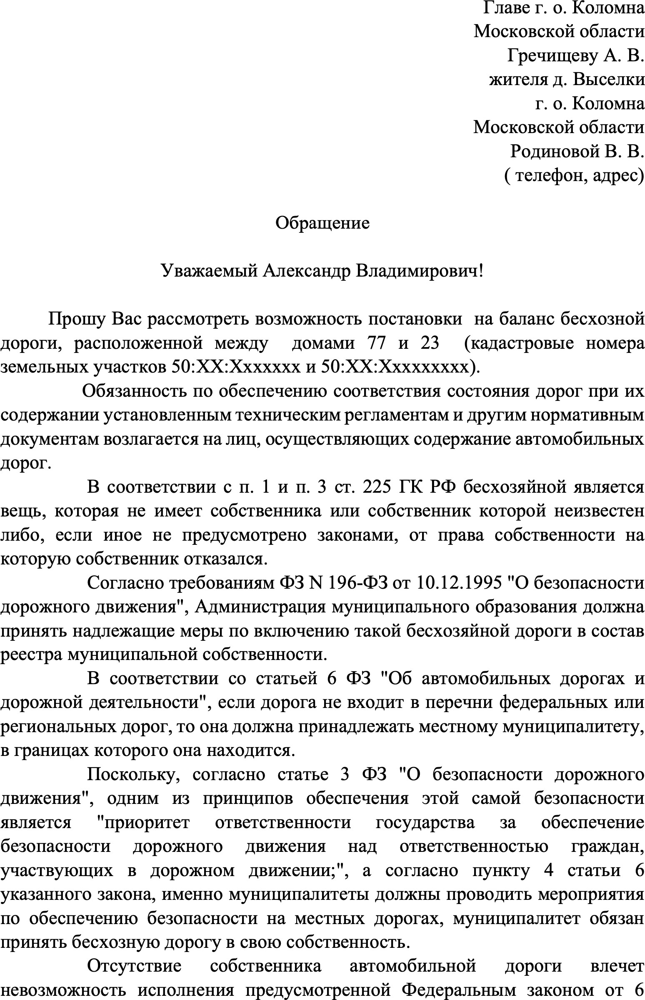 Главе г. о. Коломна
Московской области
Гречищеву А. В.
жителя д. Выселки
г. о. Коломна
Московской области
Родиновой В. В.
( телефон, адрес)
Обращение
Уважаемый Александр Владимирович!
Прошу Вас рассмотреть возможность постановки на баланс бесхозной
дороги, расположенной между домами 77 и 23 (кадастровые номера
земельных участков 50:ХХ:Ххххххх и 50:ХХ:Хххххххххх).
Обязанность по обеспечению соответствия состояния дорог при их
содержании установленным техническим регламентам и другим нормативным
документам возлагается на лиц, осуществляющих содержание автомобильных
дорог.
В соответствии с п. 1 и п. 3 ст. 225 ГК РФ бесхозяйной является
вещь, которая не имеет собственника или собственник которой неизвестен
либо, если иное не предусмотрено законами, от права собственности на
которую собственник отказался.
Согласно требованиям ФЗ N 196-ФЗ от 10.12.1995 "О безопасности
дорожного движения", Администрация муниципального образования должна
принять надлежащие меры по включению такой бесхозяйной дороги в состав
реестра муниципальной собственности.
В соответствии со статьей 6 ФЗ "Об автомобильных дорогах и
дорожной деятельности", если дорога не входит в перечни федеральных или
региональных дорог, то она должна принадлежать местному муниципалитету,
в границах которого она находится.
Поскольку, согласно статье 3 ФЗ "О безопасности дорожного
движения", одним из принципов обеспечения этой самой безопасности
является "приоритет ответственности государства за обеспечение
безопасности дорожного движения над ответственностью граждан,
участвующих в дорожном движении;", а согласно пункту 4 статьи 6
указанного закона, именно муниципалитеты должны проводить мероприятия
по обеспечению безопасности на местных дорогах, муниципалитет обязан
принять бесхозную дорогу в свою собственность.
Отсутствие собственника автомобильной дороги влечет
невозможность исполнения предусмотренной Федеральным законом от 6